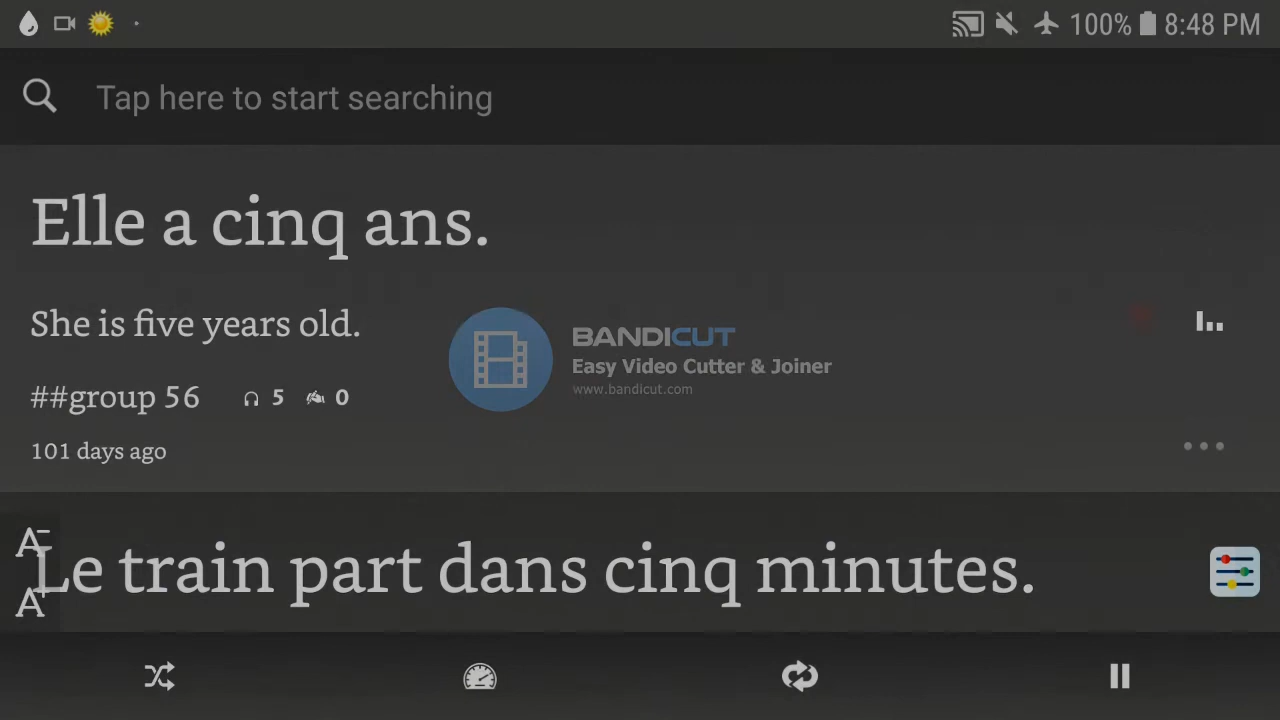 100% 8:48 PM
Tap here to start searching
Elle a cinq ans.
She is five years old.
BANDICUT
Easy Video Cutter & Joiner
www.bandicut.com
##group 56 5 0
101 days ago
A-
Le train part dans cinq minutes.
A+